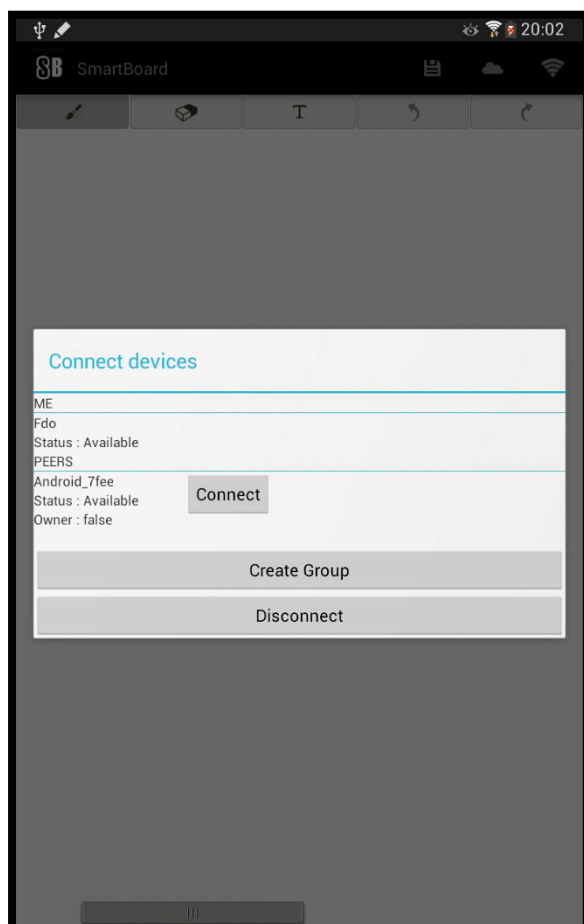 20:02
SB SmartBoard
T
Connect devices
ME
Fdo
Status : Available
PEERS
Android_7fee
Status : Available
Owner : false
Connect
Create Group
Disconnect